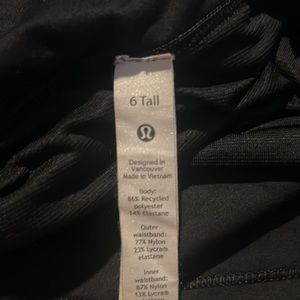 6 Tall
Designed in
Vancouver
Made in Vietnam
Body:
86% Recycled
polyester
14% Elastane
Outer
waistband:
77% Nylon
23% Lycra®
elastane
Inner
waistband:
87% Nylon
13% Lycra®